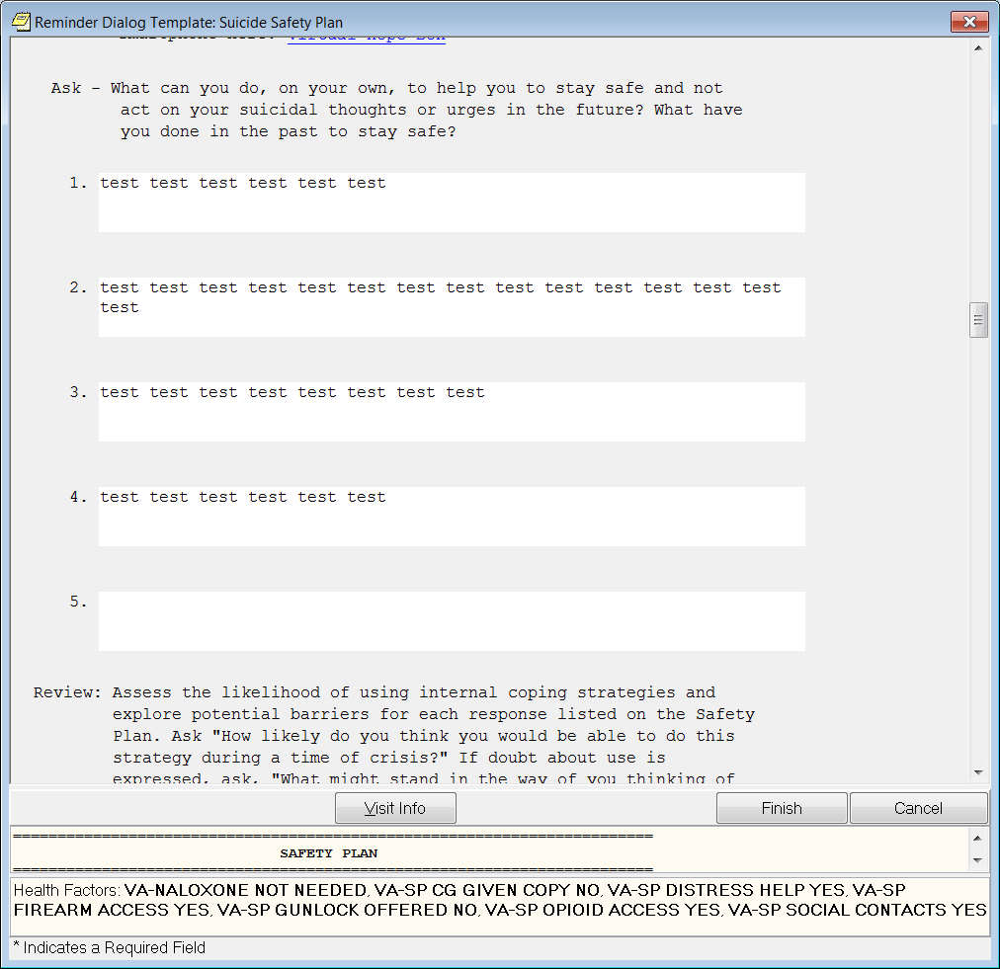 Reminder Dialog Template: Suicide Safety Plan
Ask - What can you do, on your own, to help you to stay safe and not
act on your suicidal thoughts or urges in the future? What have
you done in the past to stay safe?
1. test test test test test test
2. test test test test test test test test test test test test test test
test
3. test test test test test test test test
4. test test test test test test
5.
Review: Assess the likelihood of using internal coping strategies and
explore potential barriers for each response listed on the Safety
Plan. Ask "How likely do you think you would be able to do this
strategy during a time of crisis?" If doubt about use is
expressed, ask, "What might stand in the way of you thinking of
Visit Info Finish Cancel
SAFETY PLAN
Health Factors: VA-NALOXONE NOT NEEDED, VA-SP CG GIVEN COPY NO, VA-SP DISTRESS HELP YES, VA-SP
FIREARM ACCESS YES, VA-SP GUNLOCK OFFERED NO, VA-SP OPIOID ACCESS YES, VA-SP SOCIAL CONTACTS YES
* Indicates a Required Field